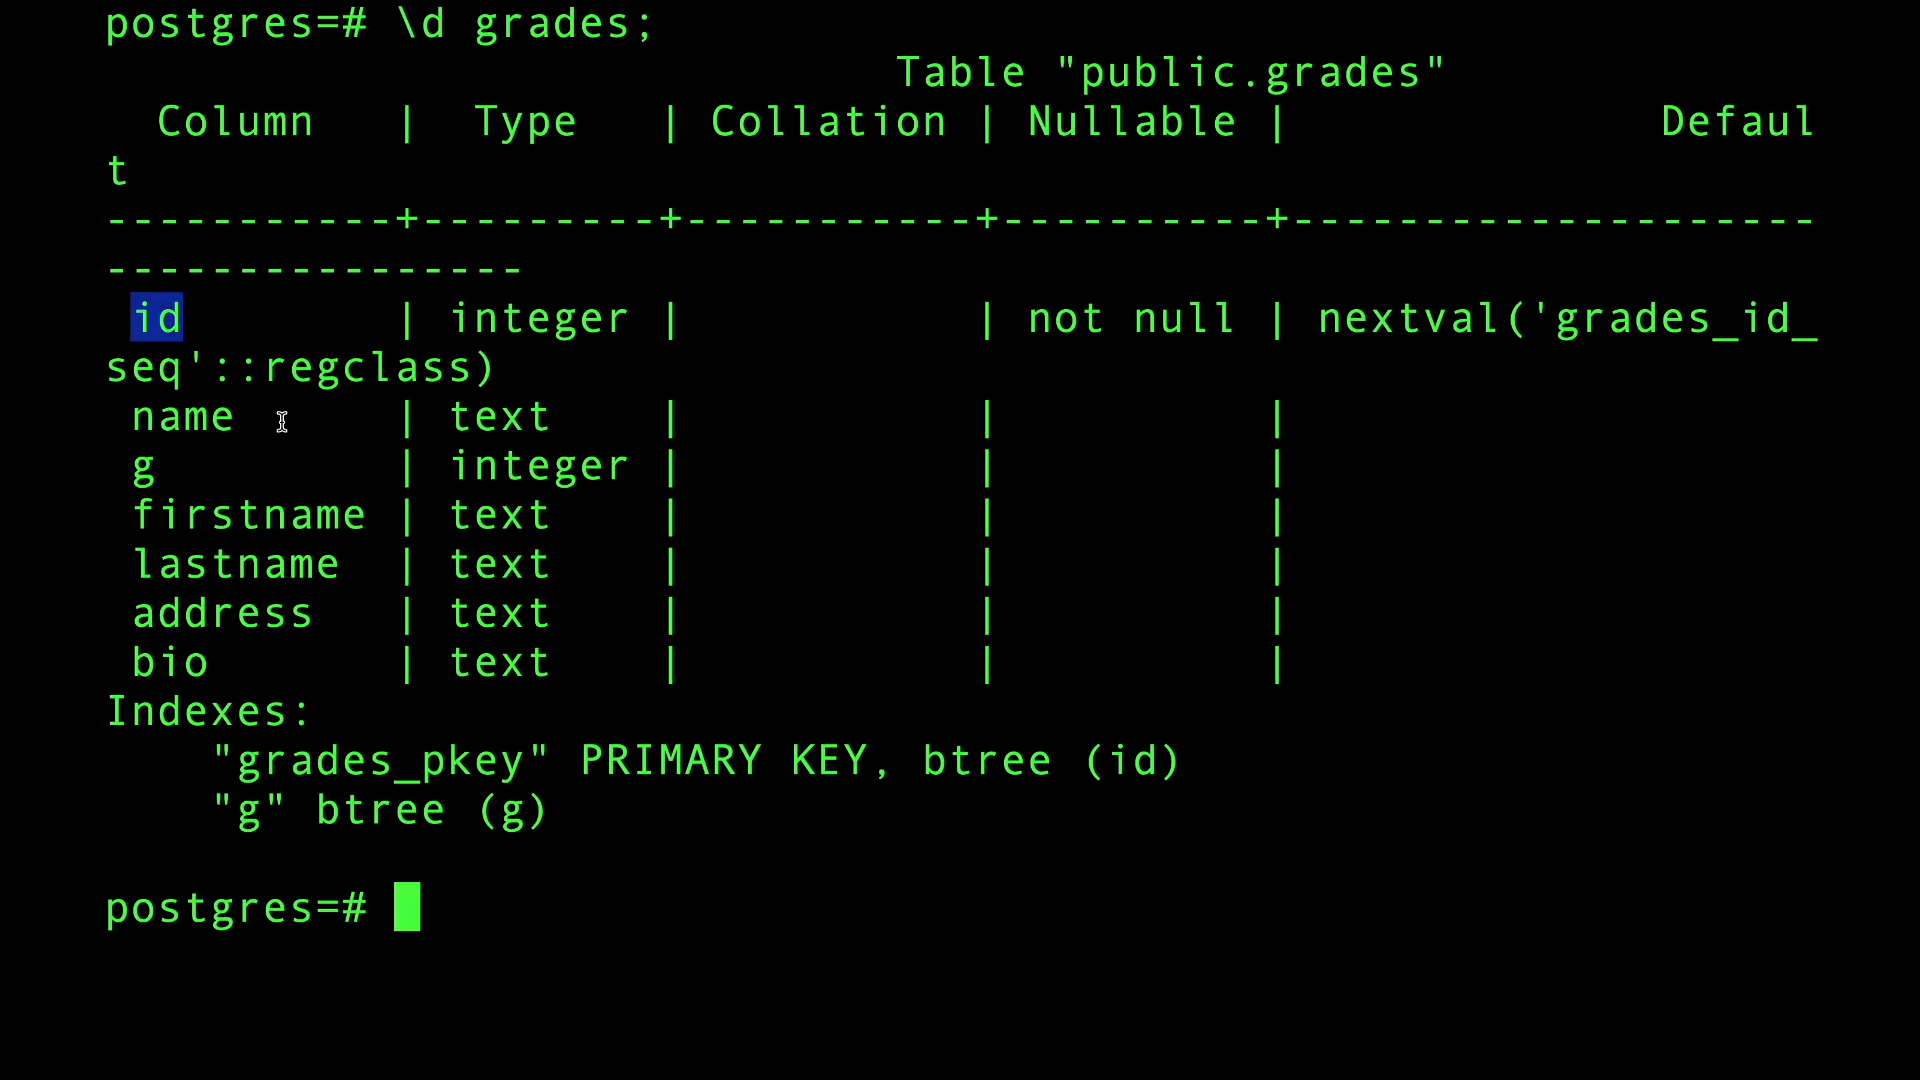 postgres=# \d grades;
Table "public.grades"
Column | Type | Collation | Nullable | Defaul
t
-----------+---------+-----------+----------+--------------------
----------------
id | integer | | not null | nextval('grades_id_
seq'::regclass)
name | text | | |
g | integer | | |
firstname | text | | |
lastname | text | | |
address | text | | |
bio | text | | |
Indexes:
"grades_pkey" PRIMARY KEY, btree (id)
"g" btree (g)
postgres=#